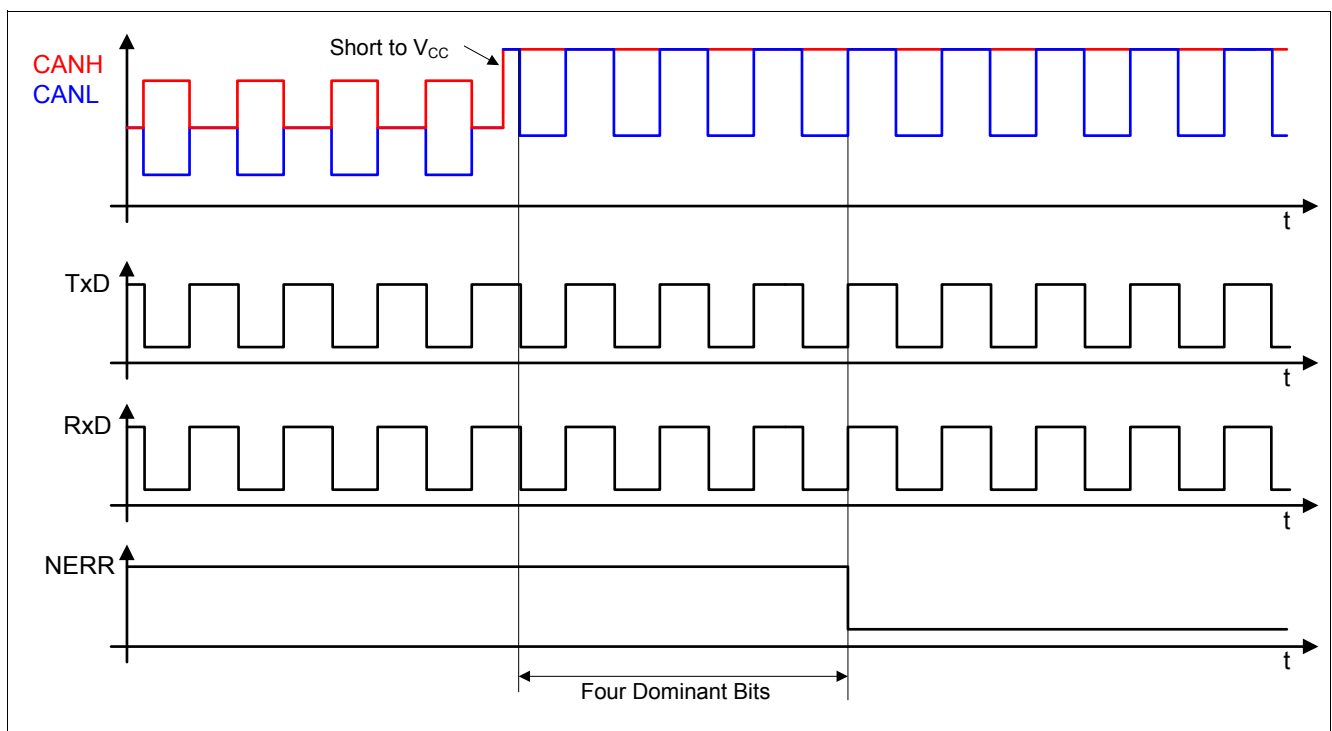 Short to VCC
CANH
CANL
t
TxD
t
RxD
t
NERR
t
Four Dominant Bits